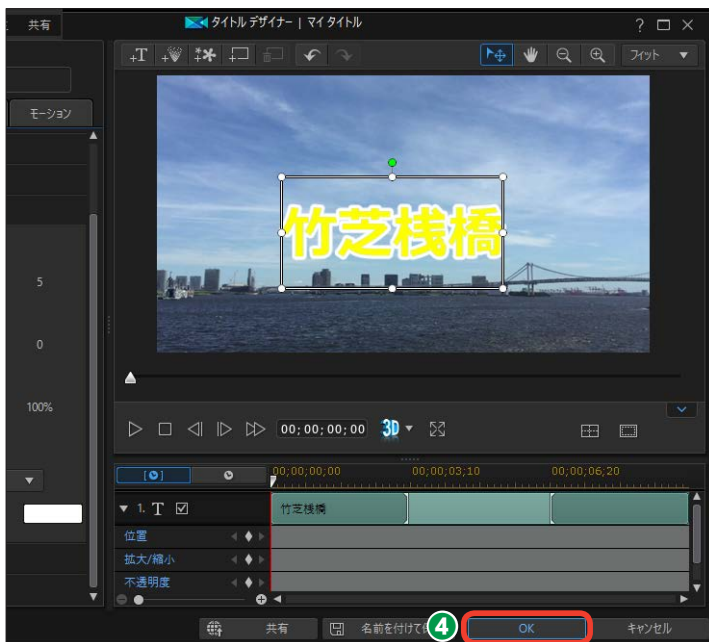 共有
タイトル デザイナー | マイ タイトル
?
フィット
モーション
竹芝桟橋
5
0
100%
00;00;00;00
3D
00;00;00;00 00;00;03;10 00;00;06;20
1. T 竹芝桟橋
位置
拡大/縮小
不透明度
共有 名前を付けて 4 OK キャンセル